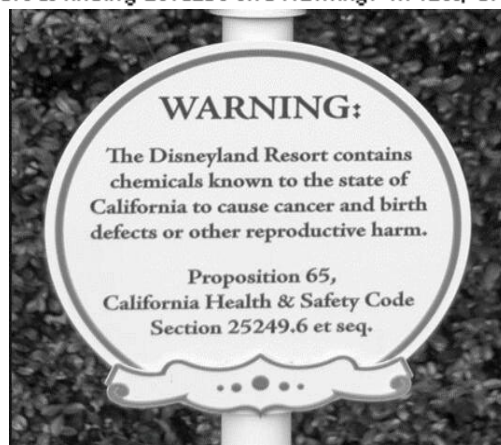 WARNING:
The Disneyland Resort contains
chemicals known to the state of
California to cause cancer and birth
defects or other reproductive harm.
Proposition 65,
California Health & Safety Code
Section 25249.6 et seq.